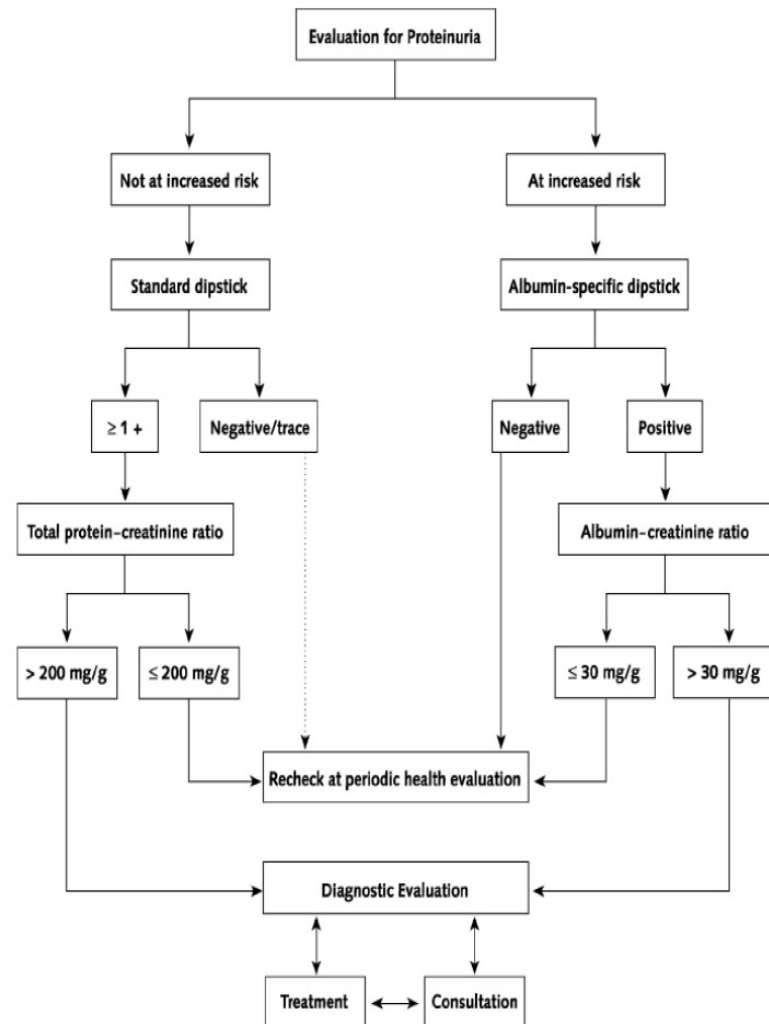 Evaluation for Proteinuria
Not at increased risk
At increased risk
Standard dipstick
Albumin-specific dipstick
≥ 1 +
Negative/trace
Negative
Positive
Total protein–creatinine ratio
Albumin–creatinine ratio
> 200 mg/g
≤ 200 mg/g
≤ 30 mg/g
> 30 mg/g
Recheck at periodic health evaluation
Diagnostic Evaluation
Treatment
Consultation